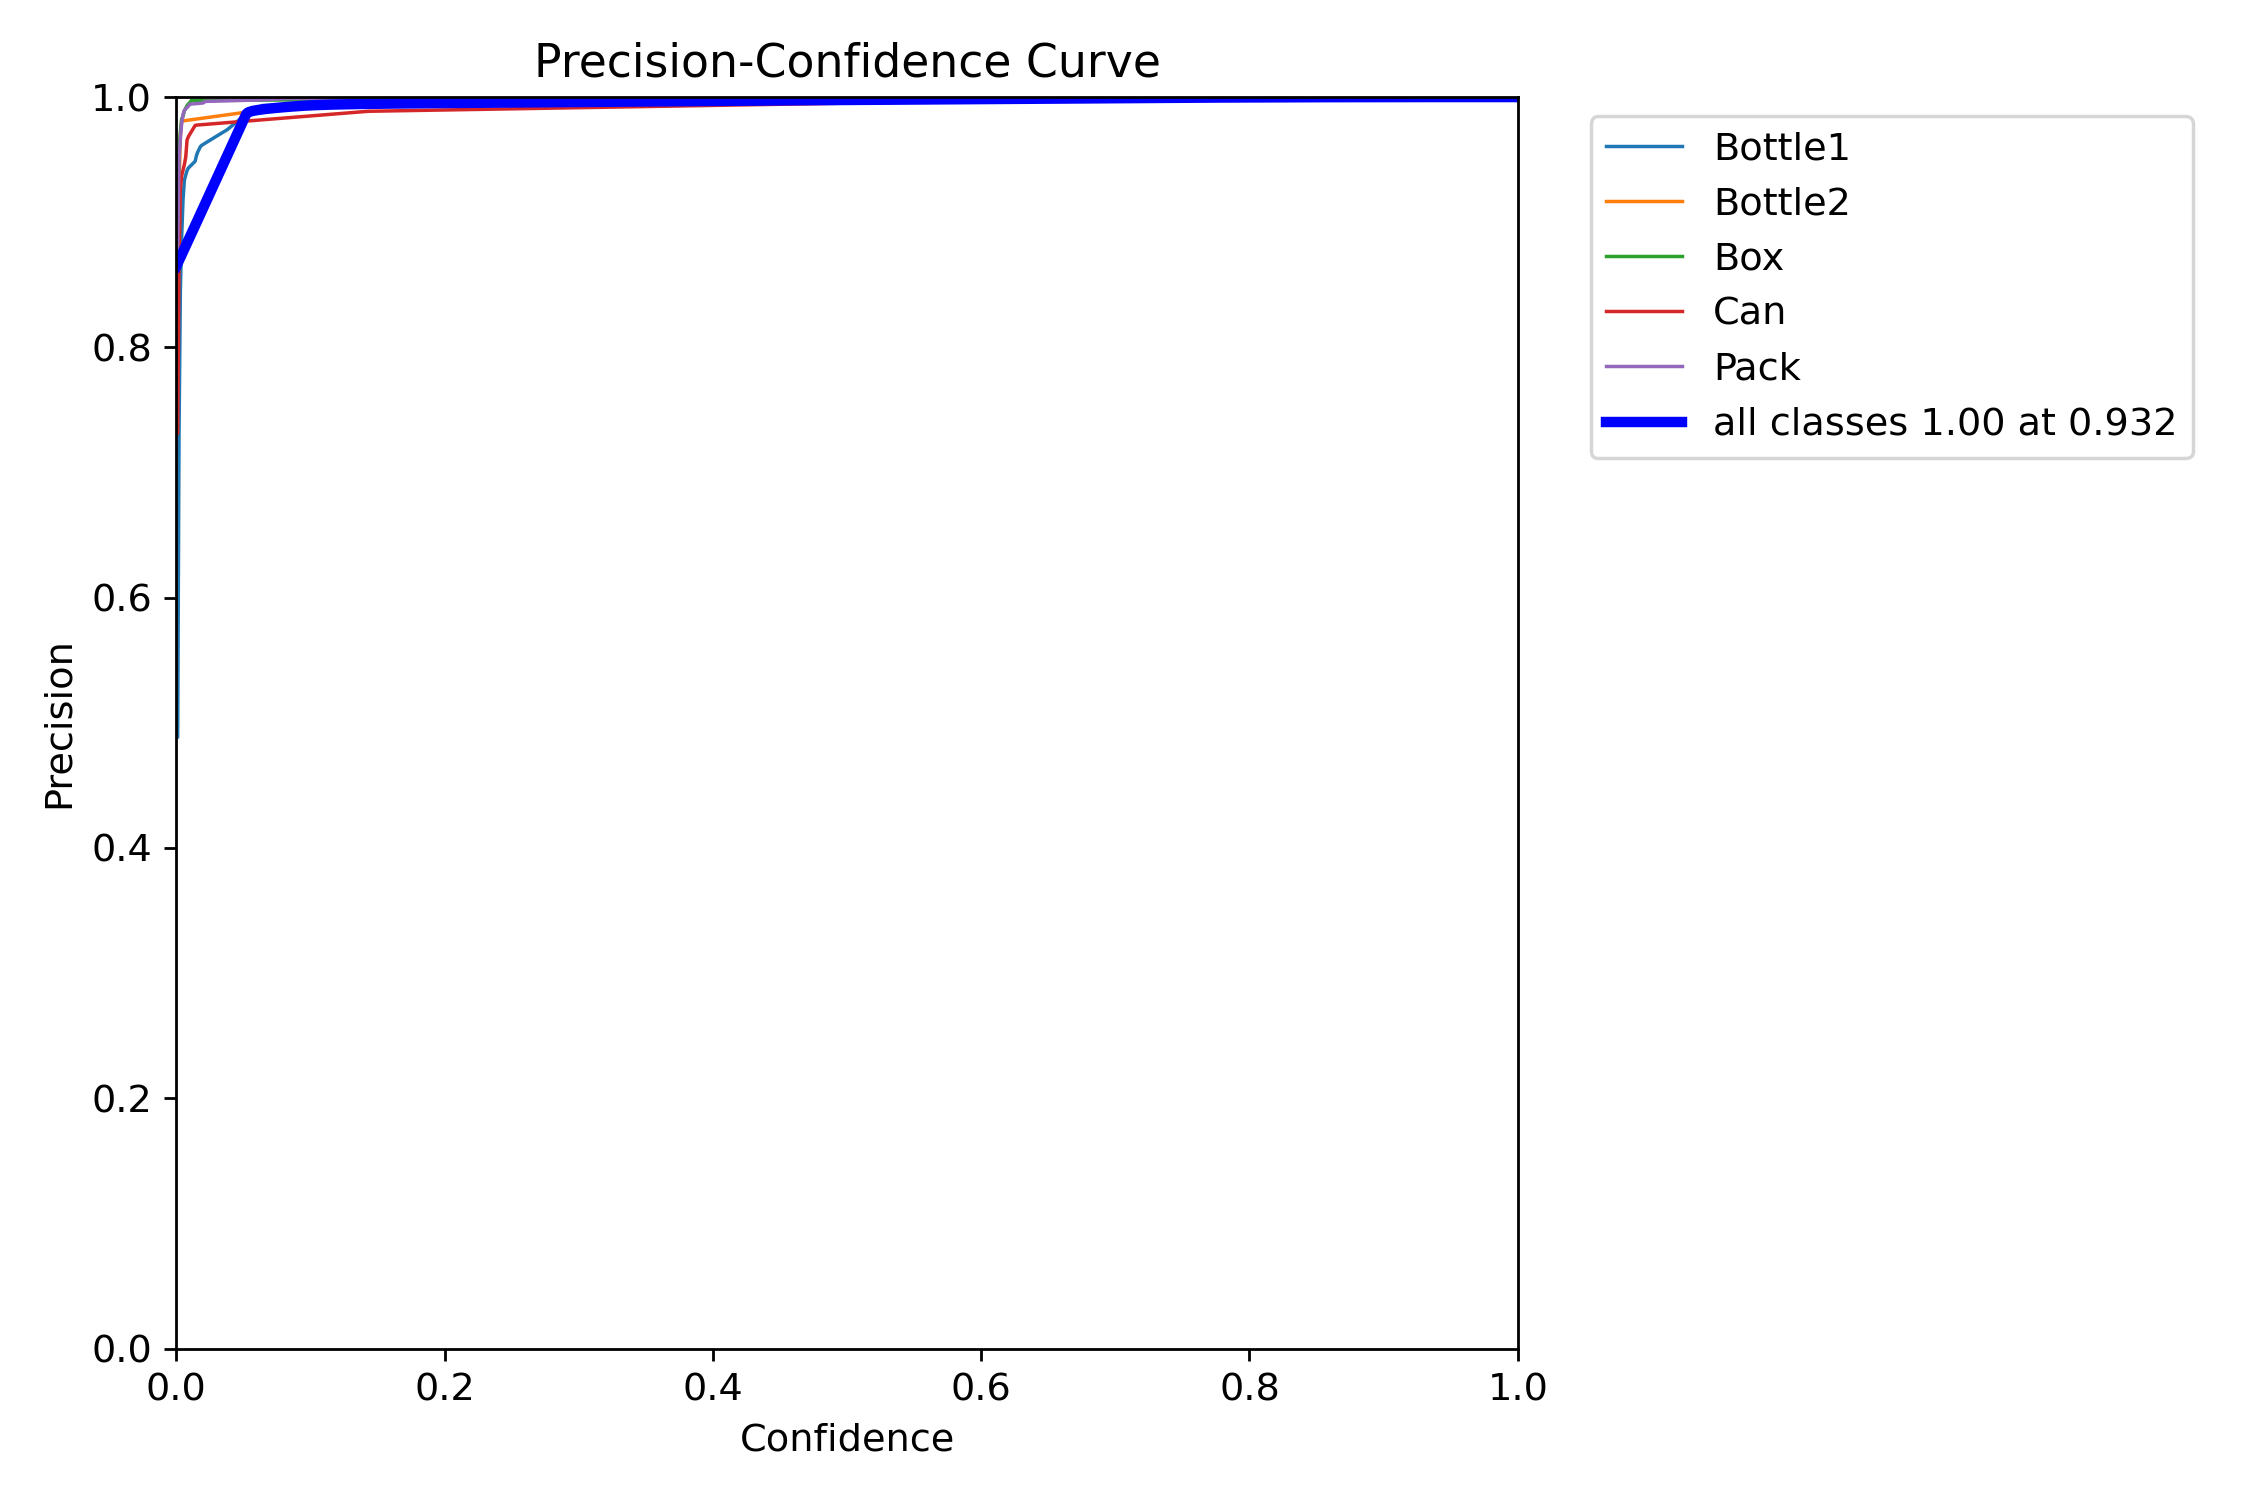 Precision-Confidence Curve
1.0
0.8
0.6
0.4
0.2
0.0
Precision
0.0 0.2 0.4 0.6 0.8 1.0
Confidence
Bottle1
Bottle2
Box
Can
Pack
all classes 1.00 at 0.932